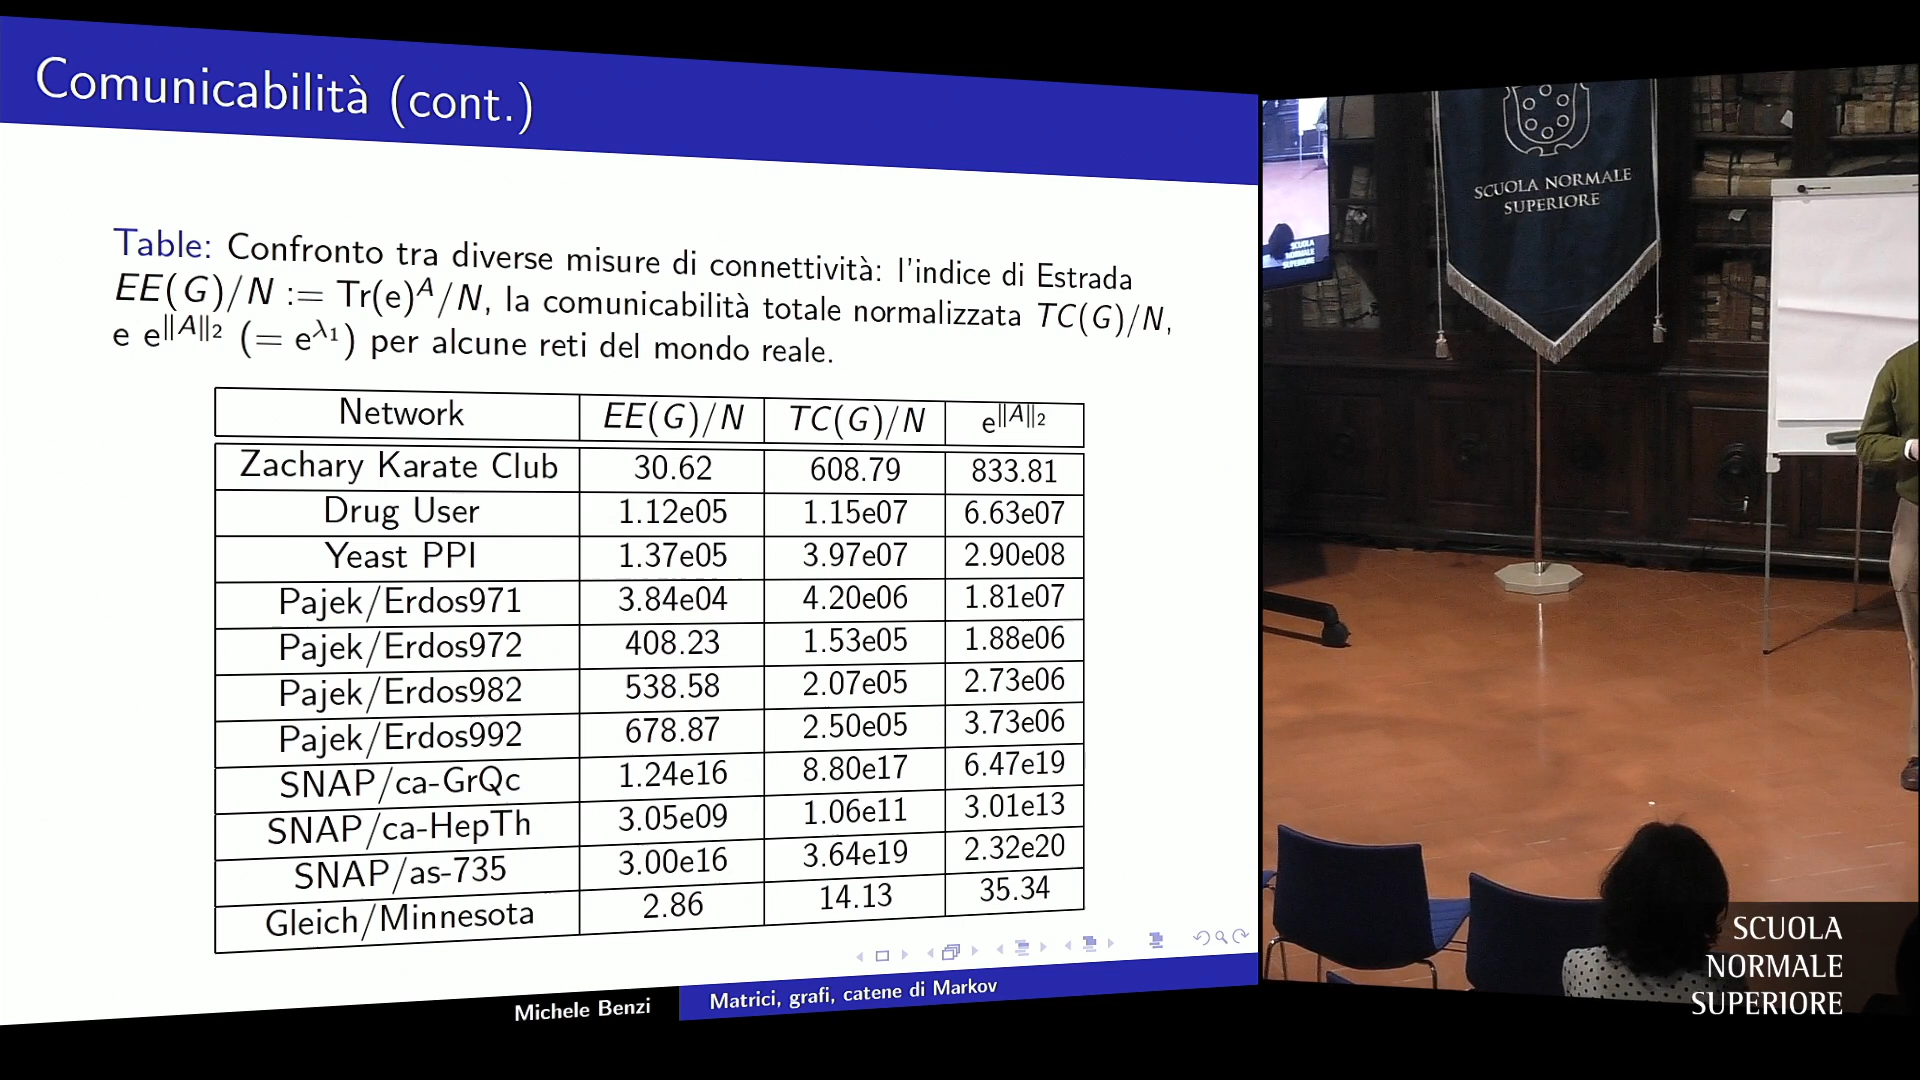 Comunicabilità (cont.)
Table: Confronto tra diverse misure di connettività: l'indice di Estrada
EE(G)/N := Tr(e)^A/N, la comunicabilità totale normalizzata TC(G)/N,
e e^‖A‖₂ (= e^λ₁) per alcune reti del mondo reale.
Network EE(G)/N TC(G)/N e^‖A‖₂
Zachary Karate Club 30.62 608.79 833.81
Drug User 1.12e05 1.15e07 6.63e07
Yeast PPI 1.37e05 3.97e07 2.90e08
Pajek/Erdos971 3.84e04 4.20e06 1.81e07
Pajek/Erdos972 408.23 1.53e05 1.88e06
Pajek/Erdos982 538.58 2.07e05 2.73e06
Pajek/Erdos992 678.87 2.50e05 3.73e06
SNAP/ca-GrQc 1.24e16 8.80e17 6.47e19
SNAP/ca-HepTh 3.05e09 1.06e11 3.01e13
SNAP/as-735 3.00e16 3.64e19 2.32e20
Gleich/Minnesota 2.86 14.13 35.34
Michele Benzi Matrici, grafi, catene di Markov
SCUOLA NORMALE
SUPERIORE
SCUOLA
NORMALE
SUPERIORE
SCUOLA
NORMALE
SUPERIORE